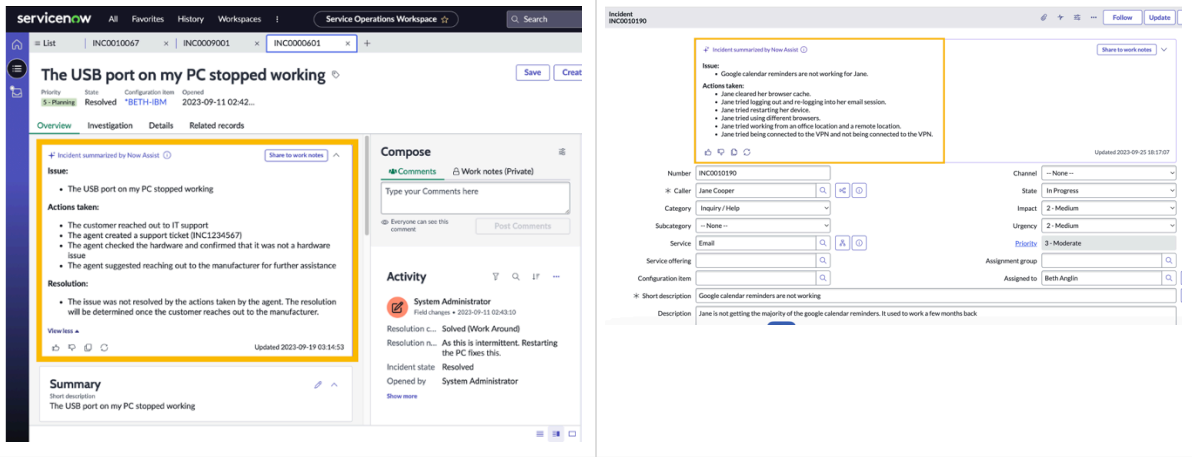 servicenow All Favorites History Workspaces Service Operations Workspace Search
List INC0010067 × INC0009001 × INC0000601 × +
The USB port on my PC stopped working
Save Creat
Priority State Configuration item Opened
5 - Planning Resolved *BETH-IBM 2023-09-11 02:42...
Overview Investigation Details Related records
Incident summarized by Now Assist
Share to work notes
Issue:
• The USB port on my PC stopped working
Actions taken:
• The customer reached out to IT support
• The agent created a support ticket (INC1234567)
• The agent checked the hardware and confirmed that it was not a hardware
issue
• The agent suggested reaching out to the manufacturer for further assistance
Resolution:
• The issue was not resolved by the actions taken by the agent. The resolution
will be determined once the customer reaches out to the manufacturer.
View less
Updated 2023-09-19 03:14:53
Summary
Short description
The USB port on my PC stopped working
Compose
Comments Work notes (Private)
Type your Comments here
Everyone can see this
comment
Post Comments
Activity
System Administrator
Field changes • 2023-09-11 02:43:10
Resolution c... Solved (Work Around)
Resolution n... As this is intermittent. Restarting
the PC fixes this.
Incident state Resolved
Opened by System Administrator
Show more
Incident
INC0010190
Follow Update
Incident summarized by Now Assist
Share to work notes
Issue:
• Google calendar reminders are not working for Jane.
Actions taken:
• Jane cleared her browser cache.
• Jane tried logging out and re-logging into her email session.
• Jane tried restarting her device.
• Jane tried using different browsers.
• Jane tried working from an office location and a remote location.
• Jane tried being connected to the VPN and not being connected to the VPN.
Updated 2023-09-25 18:17:07
Number INC0010190 Channel -- None --
Caller Jane Cooper State In Progress
Category Inquiry / Help Impact 2 - Medium
Subcategory -- None -- Urgency 2 - Medium
Service Email Priority 3 - Moderate
Service offering Assignment group
Configuration item Assigned to Beth Anglin
Short description Google calendar reminders are not working
Description Jane is not getting the majority of the google calendar reminders. It used to work a few months back